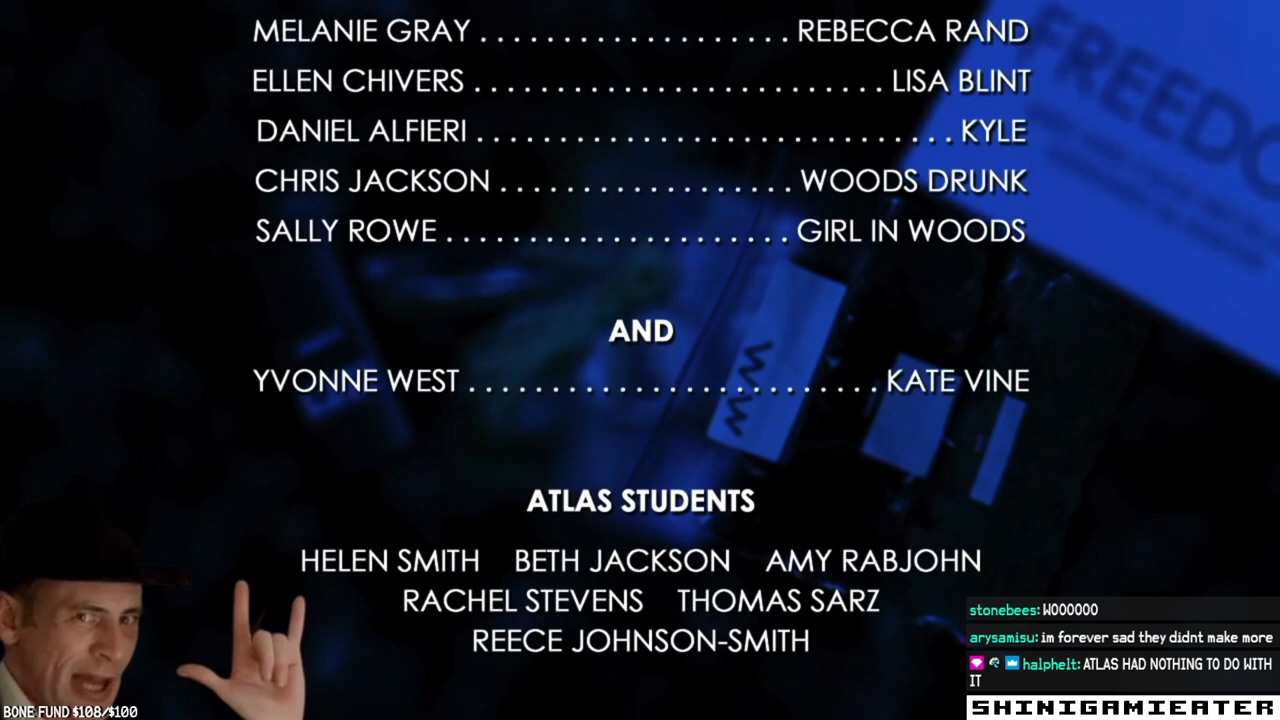 MELANIE GRAY . . . . . . . . . . . . . . . . . . . REBECCA RAND
ELLEN CHIVERS . . . . . . . . . . . . . . . . . . . . . . . . . LISA BLINT
DANIEL ALFIERI . . . . . . . . . . . . . . . . . . . . . . . . . . . . . KYLE
CHRIS JACKSON . . . . . . . . . . . . . . . . . . WOODS DRUNK
SALLY ROWE . . . . . . . . . . . . . . . . . . . . . GIRL IN WOODS
FREEDO
AND
YVONNE WEST . . . . . . . . . . . . . . . . . . . . . . . . . KATE VINE
ATLAS STUDENTS
HELEN SMITH BETH JACKSON AMY RABJOHN
RACHEL STEVENS THOMAS SARZ
REECE JOHNSON-SMITH
stonebees: WOOOOOO
arysamisu: im forever sad they didnt make more
halphelt: ATLAS HAD NOTHING TO DO WITH
IT
BONE FUND $108/$100
SHINIGAMIEATER